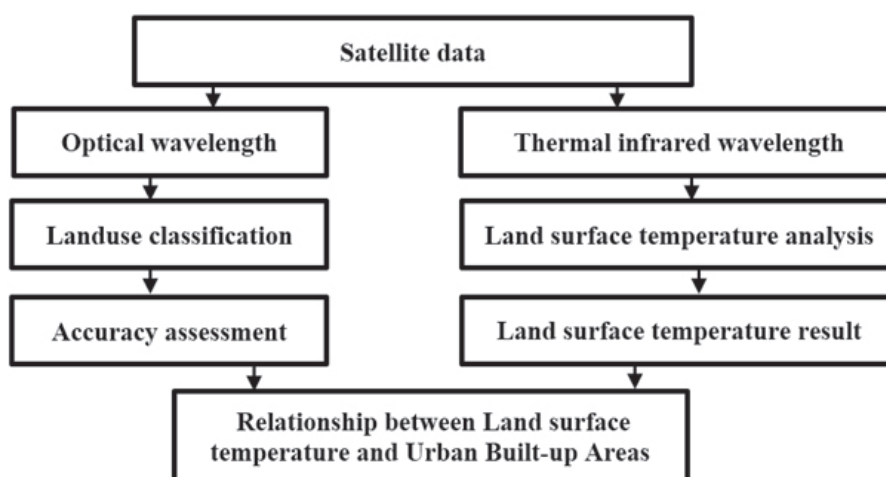 Satellite data
Optical wavelength
Thermal infrared wavelength
Landuse classification
Land surface temperature analysis
Accuracy assessment
Land surface temperature result
Relationship between Land surface
temperature and Urban Built-up Areas